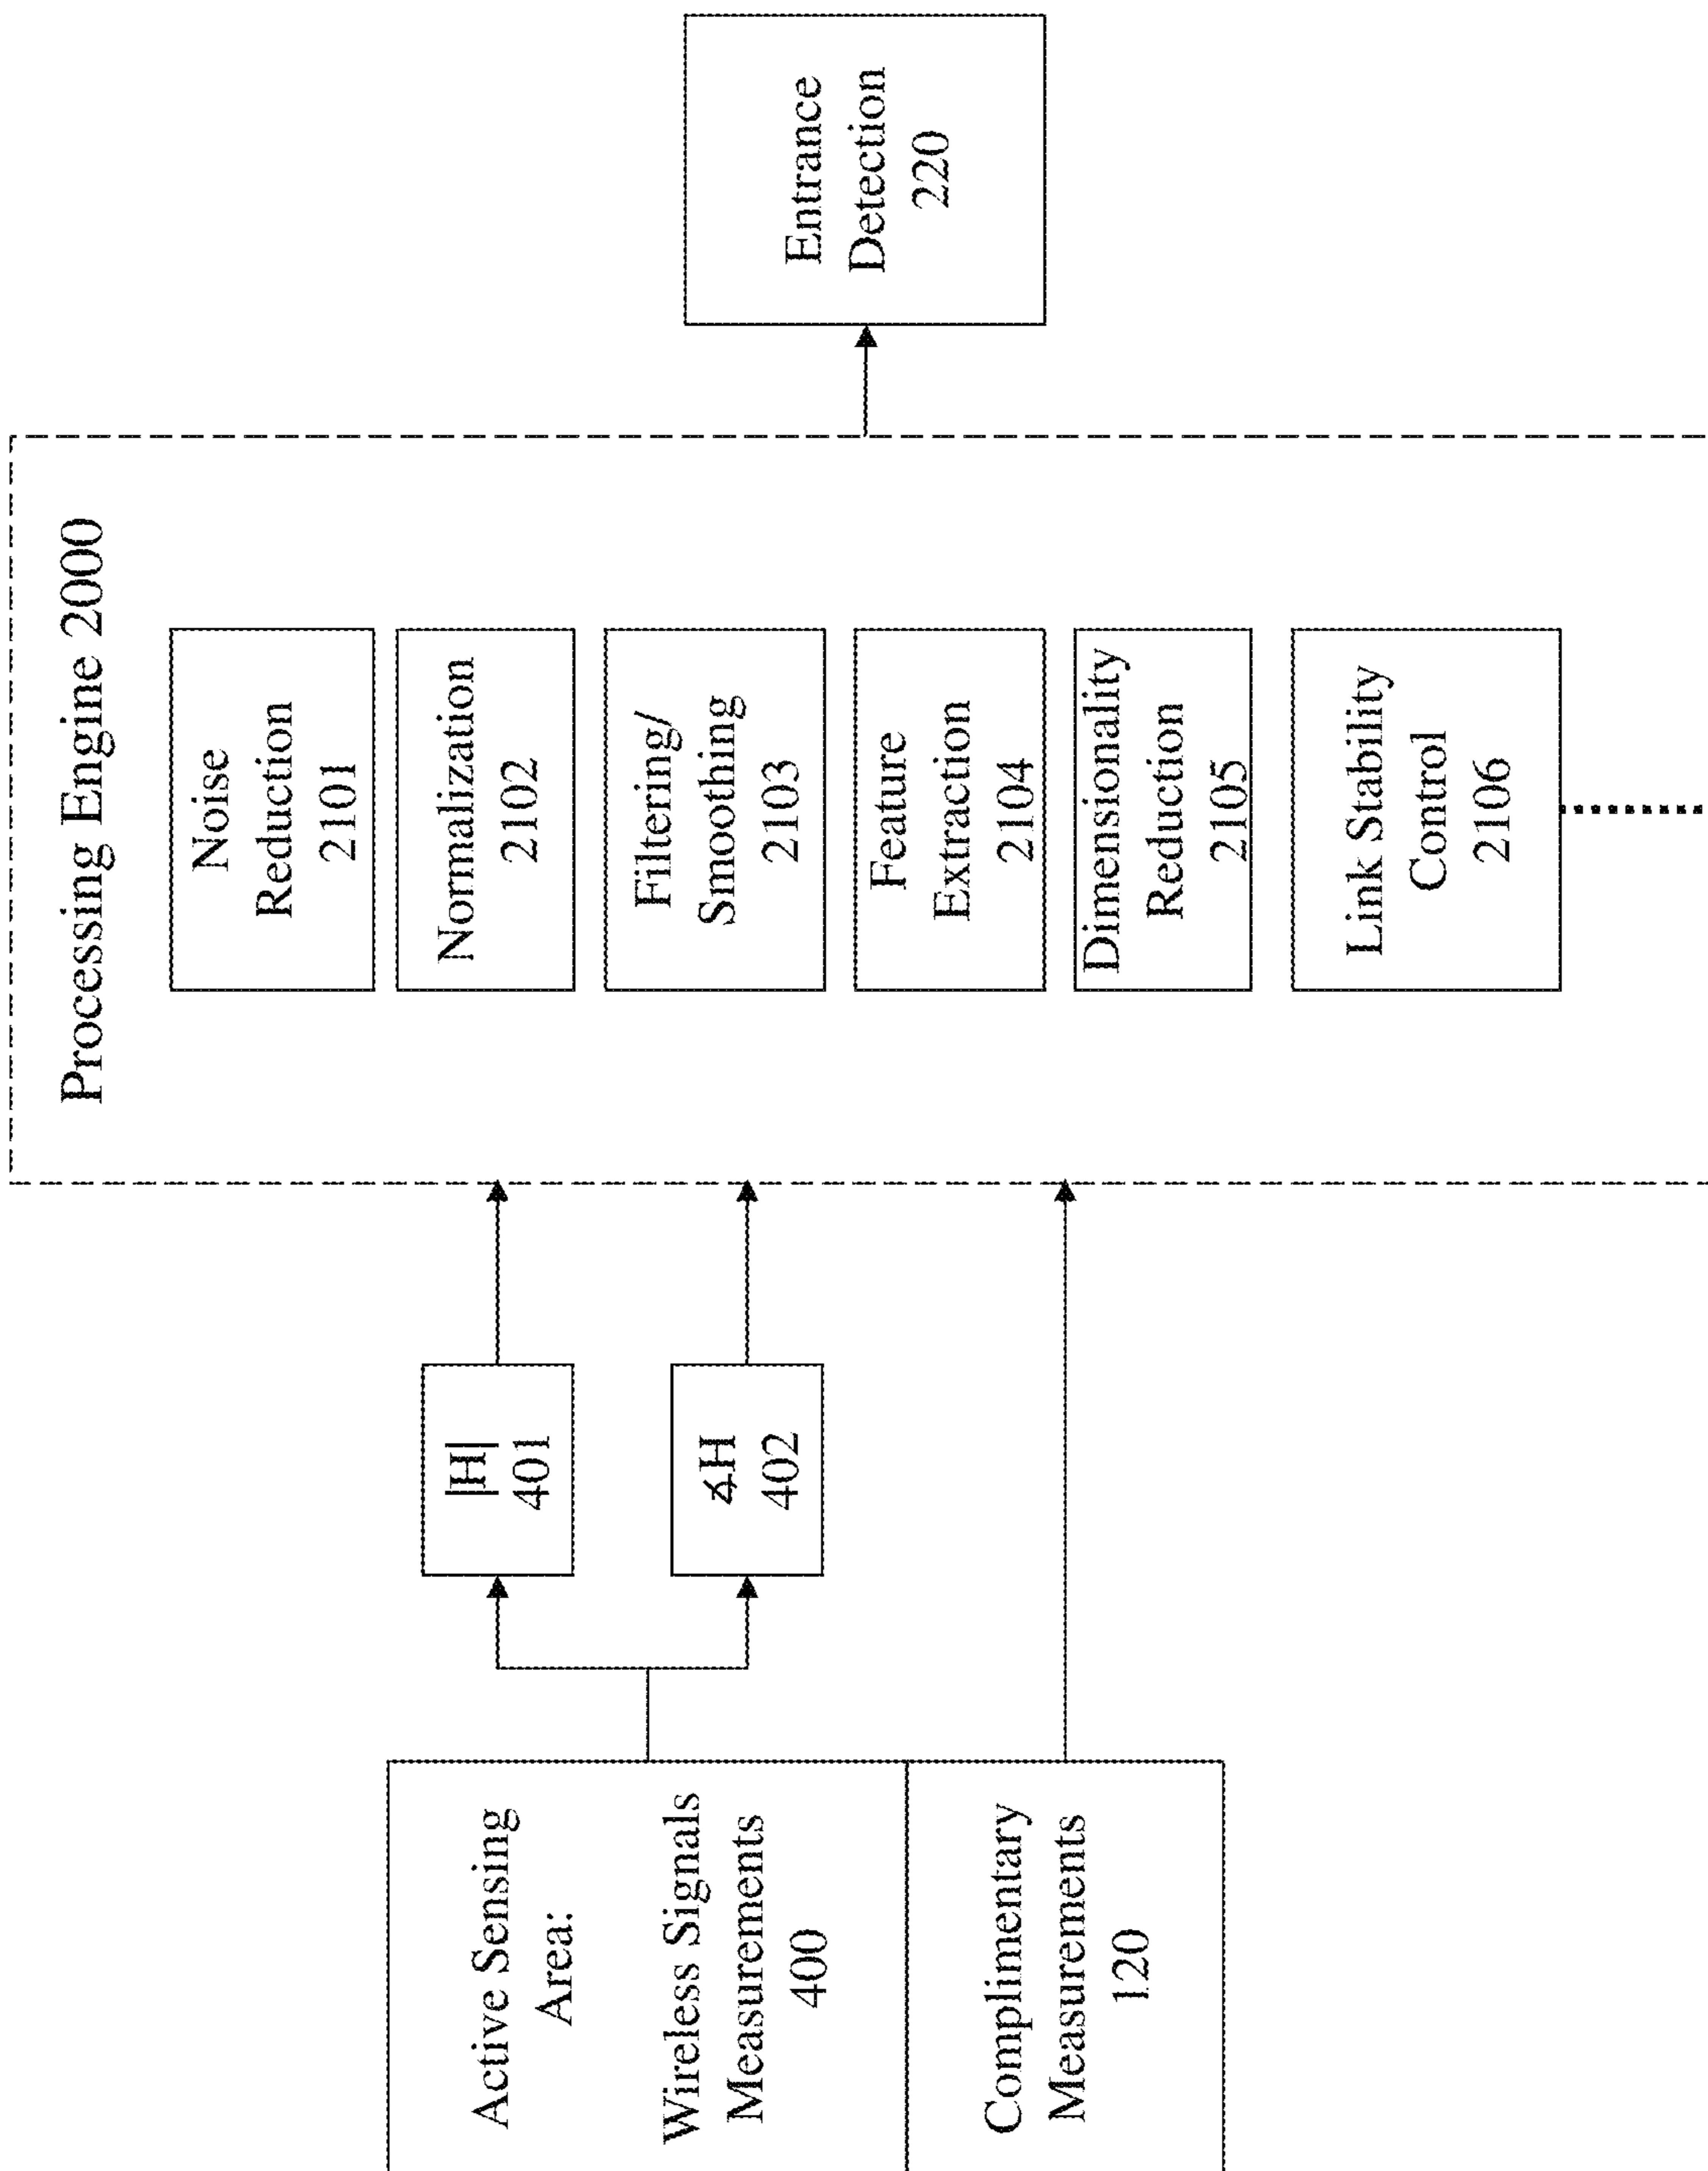 Active Sensing
Area:
Wireless Signals
Measurements
400
Complimentary
Measurements
120
|H|
401
∡H
402
Processing Engine 2000
Noise
Reduction
2101
Normalization
2102
Filtering/
Smoothing
2103
Feature
Extraction
2104
Dimensionality
Reduction
2105
Link Stability
Control
2106
Entrance
Detection
220